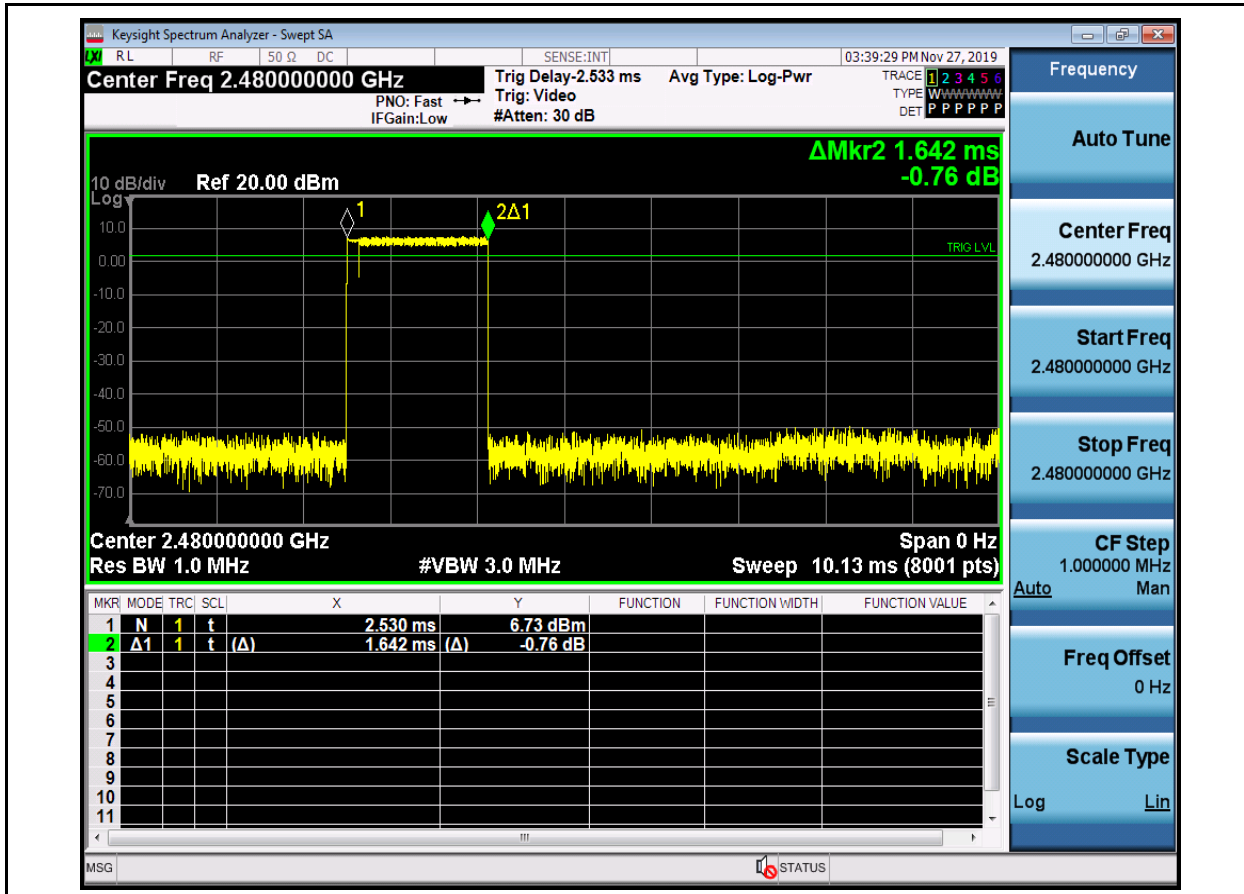 Keysight Spectrum Analyzer - Swept SA
LXI RL RF 50 Ω DC SENSE:INT 03:39:29 PM Nov 27, 2019
Center Freq 2.480000000 GHz
PNO: Fast
IFGain:Low
Trig Delay-2.533 ms
Trig: Video
#Atten: 30 dB
Avg Type: Log-Pwr
TRACE 1 2 3 4 5 6
TYPE WWWWWWW
DET P P P P P P
ΔMkr2 1.642 ms
-0.76 dB
10 dB/div Ref 20.00 dBm
Log
10.0
0.00
-10.0
-20.0
-30.0
-40.0
-50.0
-60.0
-70.0
1
2Δ1
TRIG LVL
Center 2.480000000 GHz Span 0 Hz
Res BW 1.0 MHz #VBW 3.0 MHz Sweep 10.13 ms (8001 pts)
MKR MODE TRC SCL X Y FUNCTION FUNCTION WIDTH FUNCTION VALUE
1 N 1 t 2.530 ms 6.73 dBm
2 Δ1 1 t (Δ) 1.642 ms (Δ) -0.76 dB
3
4
5
6
7
8
9
10
11
MSG STATUS
Frequency
Auto Tune
Center Freq
2.480000000 GHz
Start Freq
2.480000000 GHz
Stop Freq
2.480000000 GHz
CF Step
1.000000 MHz
Auto Man
Freq Offset
0 Hz
Scale Type
Log Lin